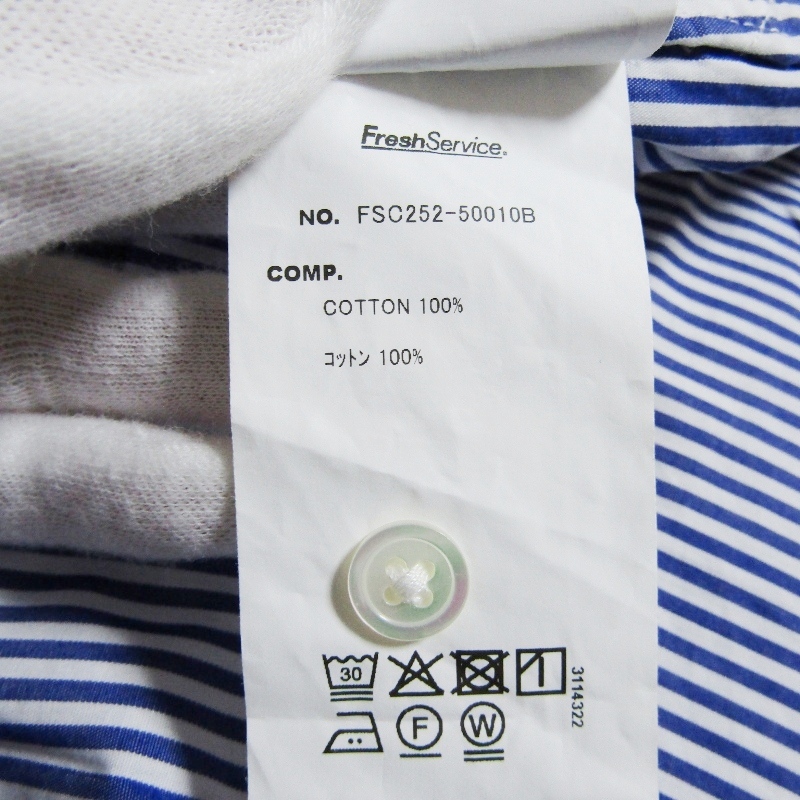 FreshService®
NO. FSC252-50010B
COMP.
COTTON 100%
コットン 100%
30
3114322
F
W